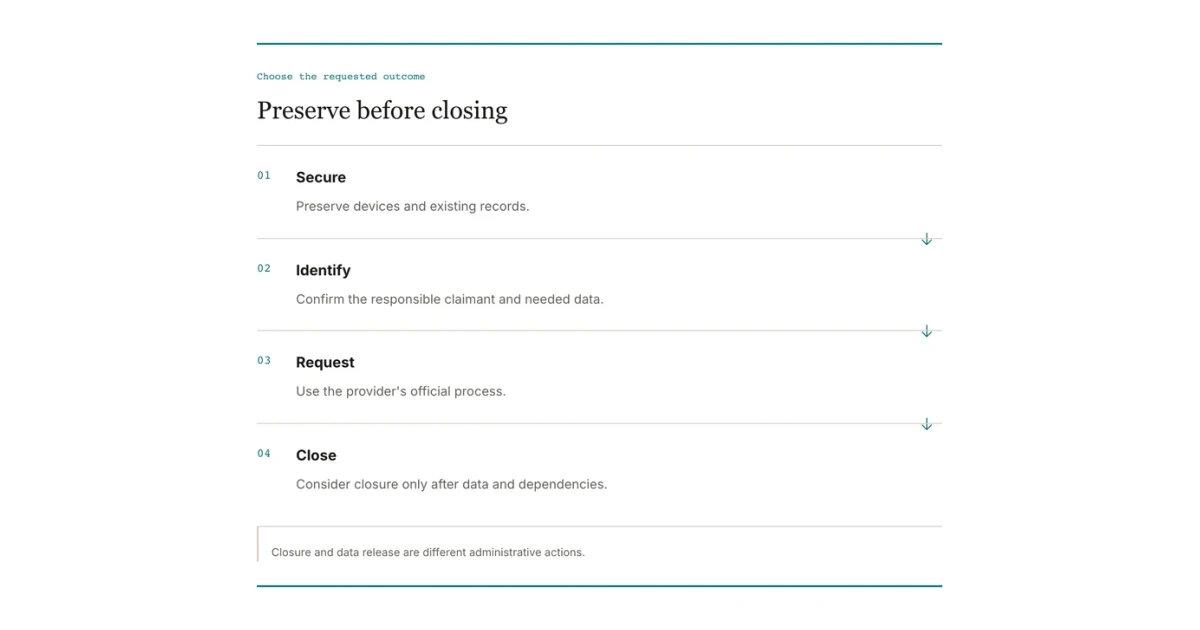 Choose the requested outcome
Preserve before closing
01
Secure
Preserve devices and existing records.
02
Identify
Confirm the responsible claimant and needed data.
03
Request
Use the provider's official process.
04
Close
Consider closure only after data and dependencies.
Closure and data release are different administrative actions.